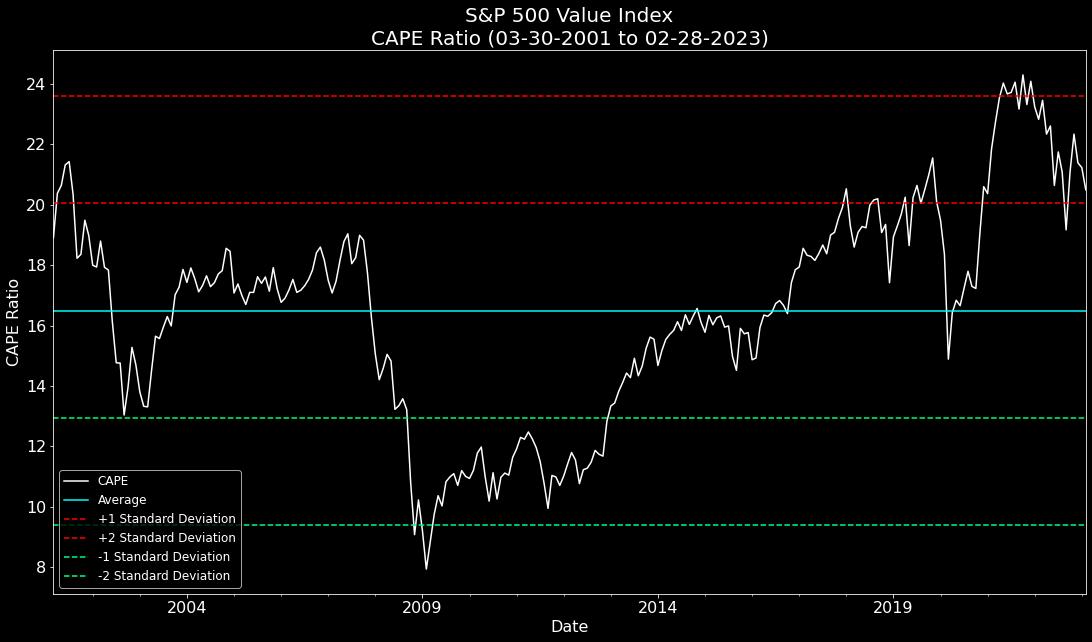 S&P 500 Value Index
CAPE Ratio (03-30-2001 to 02-28-2023)
CAPE Ratio
24
22
20
18
16
14
12
10
8
CAPE
Average
+1 Standard Deviation
+2 Standard Deviation
-1 Standard Deviation
-2 Standard Deviation
2004 2009 2014 2019
Date